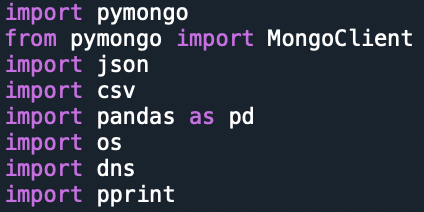 import pymongo
from pymongo import MongoClient
import json
import csv
import pandas as pd
import os
import dns
import pprint